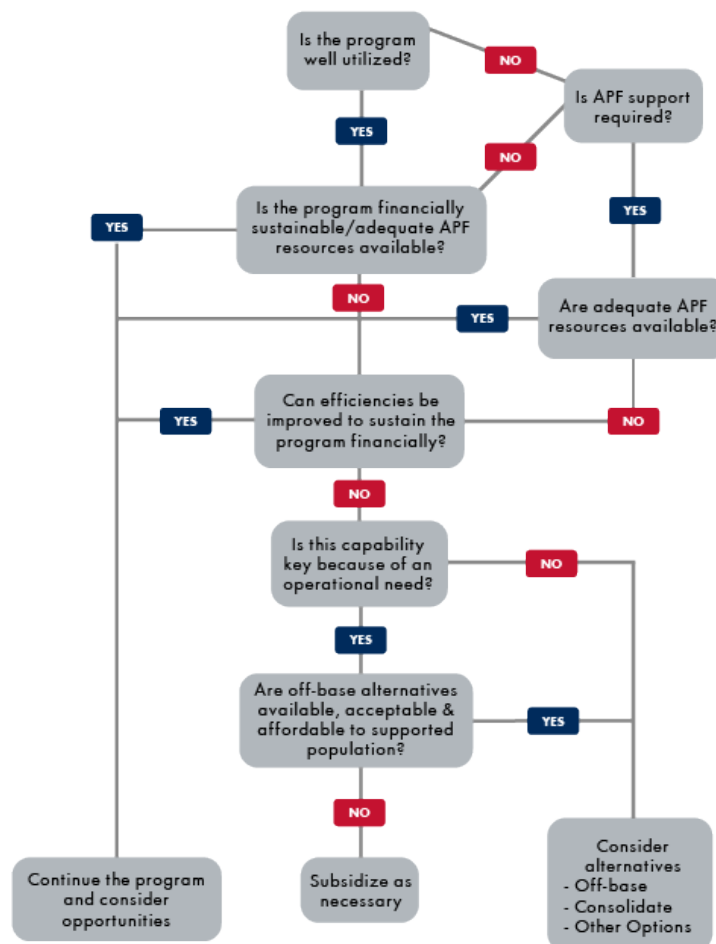 Is the program
well utilized?
NO
Is APF support
required?
YES
NO
Is the program financially
sustainable/adequate APF
resources available?
YES
YES
NO
YES
Are adequate APF
resources available?
Can efficiencies be
improved to sustain the
program financially?
YES
NO
NO
Is this capability
key because of an
operational need?
NO
YES
Are off-base alternatives
available, acceptable &
affordable to supported
population?
YES
NO
Continue the program
and consider
opportunities
Subsidize as
necessary
Consider
alternatives
- Off-base
- Consolidate
- Other Options